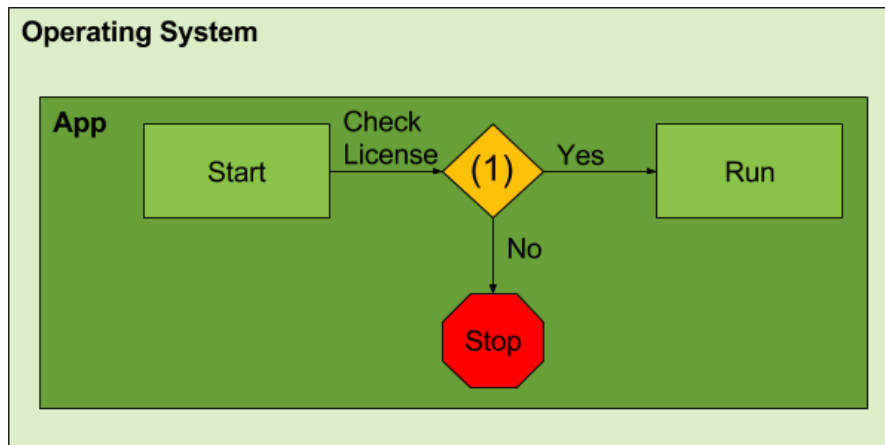 Operating System
App
Start
Check
License
(1)
Yes
Run
No
Stop